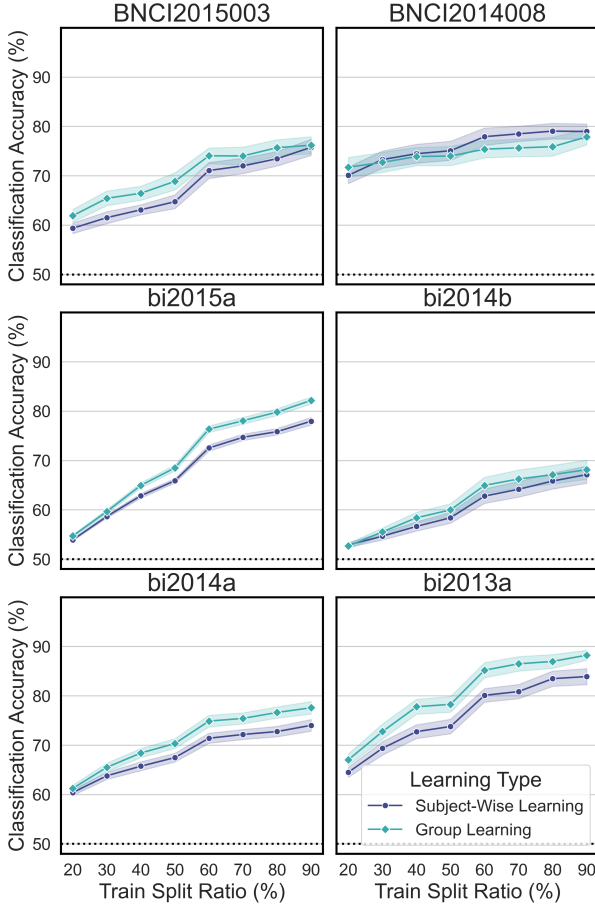 BNCI2015003
BNCI2014008
Classification Accuracy (%)
90
80
70
60
50
bi2015a
bi2014b
Classification Accuracy (%)
90
80
70
60
50
bi2014a
bi2013a
Classification Accuracy (%)
90
80
70
60
50
Learning Type
Subject-Wise Learning
Group Learning
20 30 40 50 60 70 80 90
20 30 40 50 60 70 80 90
Train Split Ratio (%)
Train Split Ratio (%)